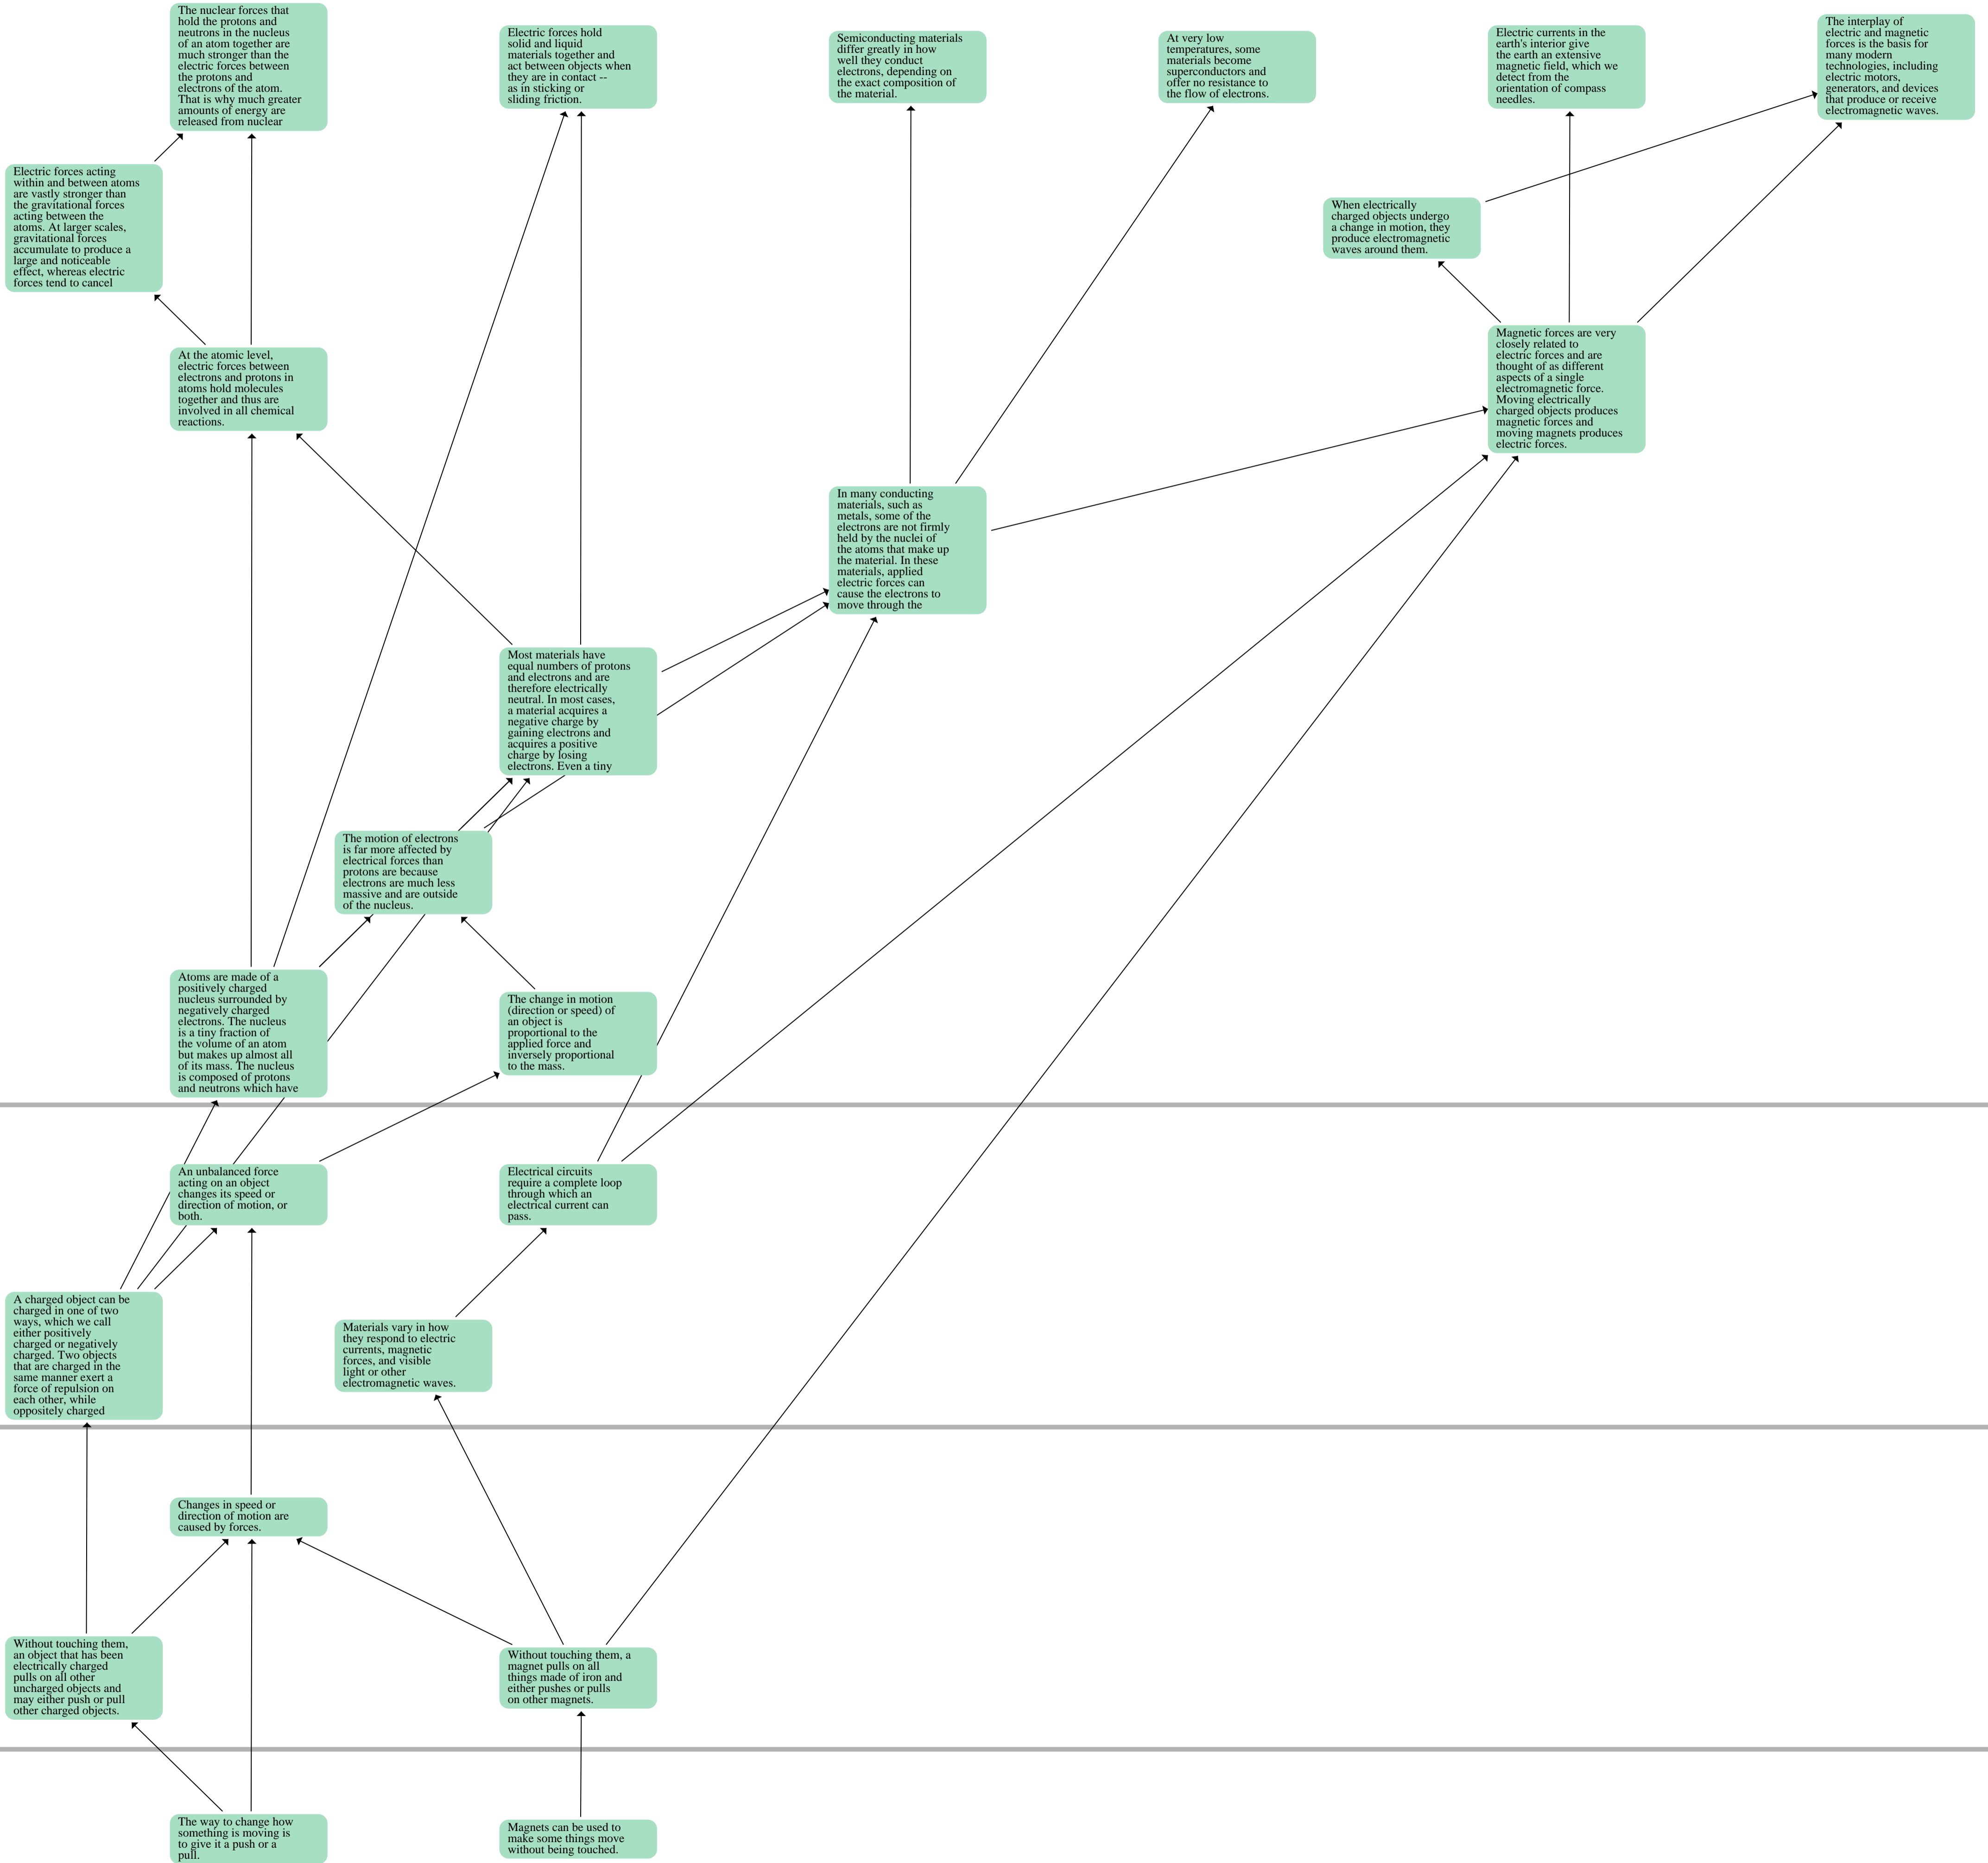 The nuclear forces that
hold the protons and
neutrons in the nucleus
of an atom together are
much stronger than the
electric forces between
the protons and
electrons of the atom.
That is why much greater
amounts of energy are
released from nuclear
Electric forces hold
solid and liquid
materials together and
act between objects when
they are in contact --
as in sticking or
sliding friction.
Semiconducting materials
differ greatly in how
well they conduct
electrons, depending on
the exact composition of
the material.
At very low
temperatures, some
materials become
superconductors and
offer no resistance to
the flow of electrons.
Electric currents in the
earth's interior give
the earth an extensive
magnetic field, which we
detect from the
orientation of compass
needles.
The interplay of
electric and magnetic
forces is the basis for
many modern
technologies, including
electric motors,
generators, and devices
that produce or receive
electromagnetic waves.
Electric forces acting
within and between atoms
are vastly stronger than
the gravitational forces
acting between the
atoms. At larger scales,
gravitational forces
accumulate to produce a
large and noticeable
effect, whereas electric
forces tend to cancel
When electrically
charged objects undergo
a change in motion, they
produce electromagnetic
waves around them.
At the atomic level,
electric forces between
electrons and protons in
atoms hold molecules
together and thus are
involved in all chemical
reactions.
Magnetic forces are very
closely related to
electric forces and are
thought of as different
aspects of a single
electromagnetic force.
Moving electrically
charged objects produces
magnetic forces and
moving magnets produces
electric forces.
In many conducting
materials, such as
metals, some of the
electrons are not firmly
held by the nuclei of
the atoms that make up
the material. In these
materials, applied
electric forces can
cause the electrons to
move through the
Most materials have
equal numbers of protons
and electrons and are
therefore electrically
neutral. In most cases,
a material acquires a
negative charge by
gaining electrons and
acquires a positive
charge by losing
electrons. Even a tiny
The motion of electrons
is far more affected by
electrical forces than
protons are because
electrons are much less
massive and are outside
of the nucleus.
Atoms are made of a
positively charged
nucleus surrounded by
negatively charged
electrons. The nucleus
is a tiny fraction of
the volume of an atom
but makes up almost all
of its mass. The nucleus
is composed of protons
and neutrons which have
The change in motion
(direction or speed) of
an object is
proportional to the
applied force and
inversely proportional
to the mass.
An unbalanced force
acting on an object
changes its speed or
direction of motion, or
both.
Electrical circuits
require a complete loop
through which an
electrical current can
pass.
A charged object can be
charged in one of two
ways, which we call
either positively
charged or negatively
charged. Two objects
that are charged in the
same manner exert a
force of repulsion on
each other, while
oppositely charged
Materials vary in how
they respond to electric
currents, magnetic
forces, and visible
light or other
electromagnetic waves.
Changes in speed or
direction of motion are
caused by forces.
Without touching them,
an object that has been
electrically charged
pulls on all other
uncharged objects and
may either push or pull
other charged objects.
Without touching them, a
magnet pulls on all
things made of iron and
either pushes or pulls
on other magnets.
The way to change how
something is moving is
to give it a push or a
pull.
Magnets can be used to
make some things move
without being touched.